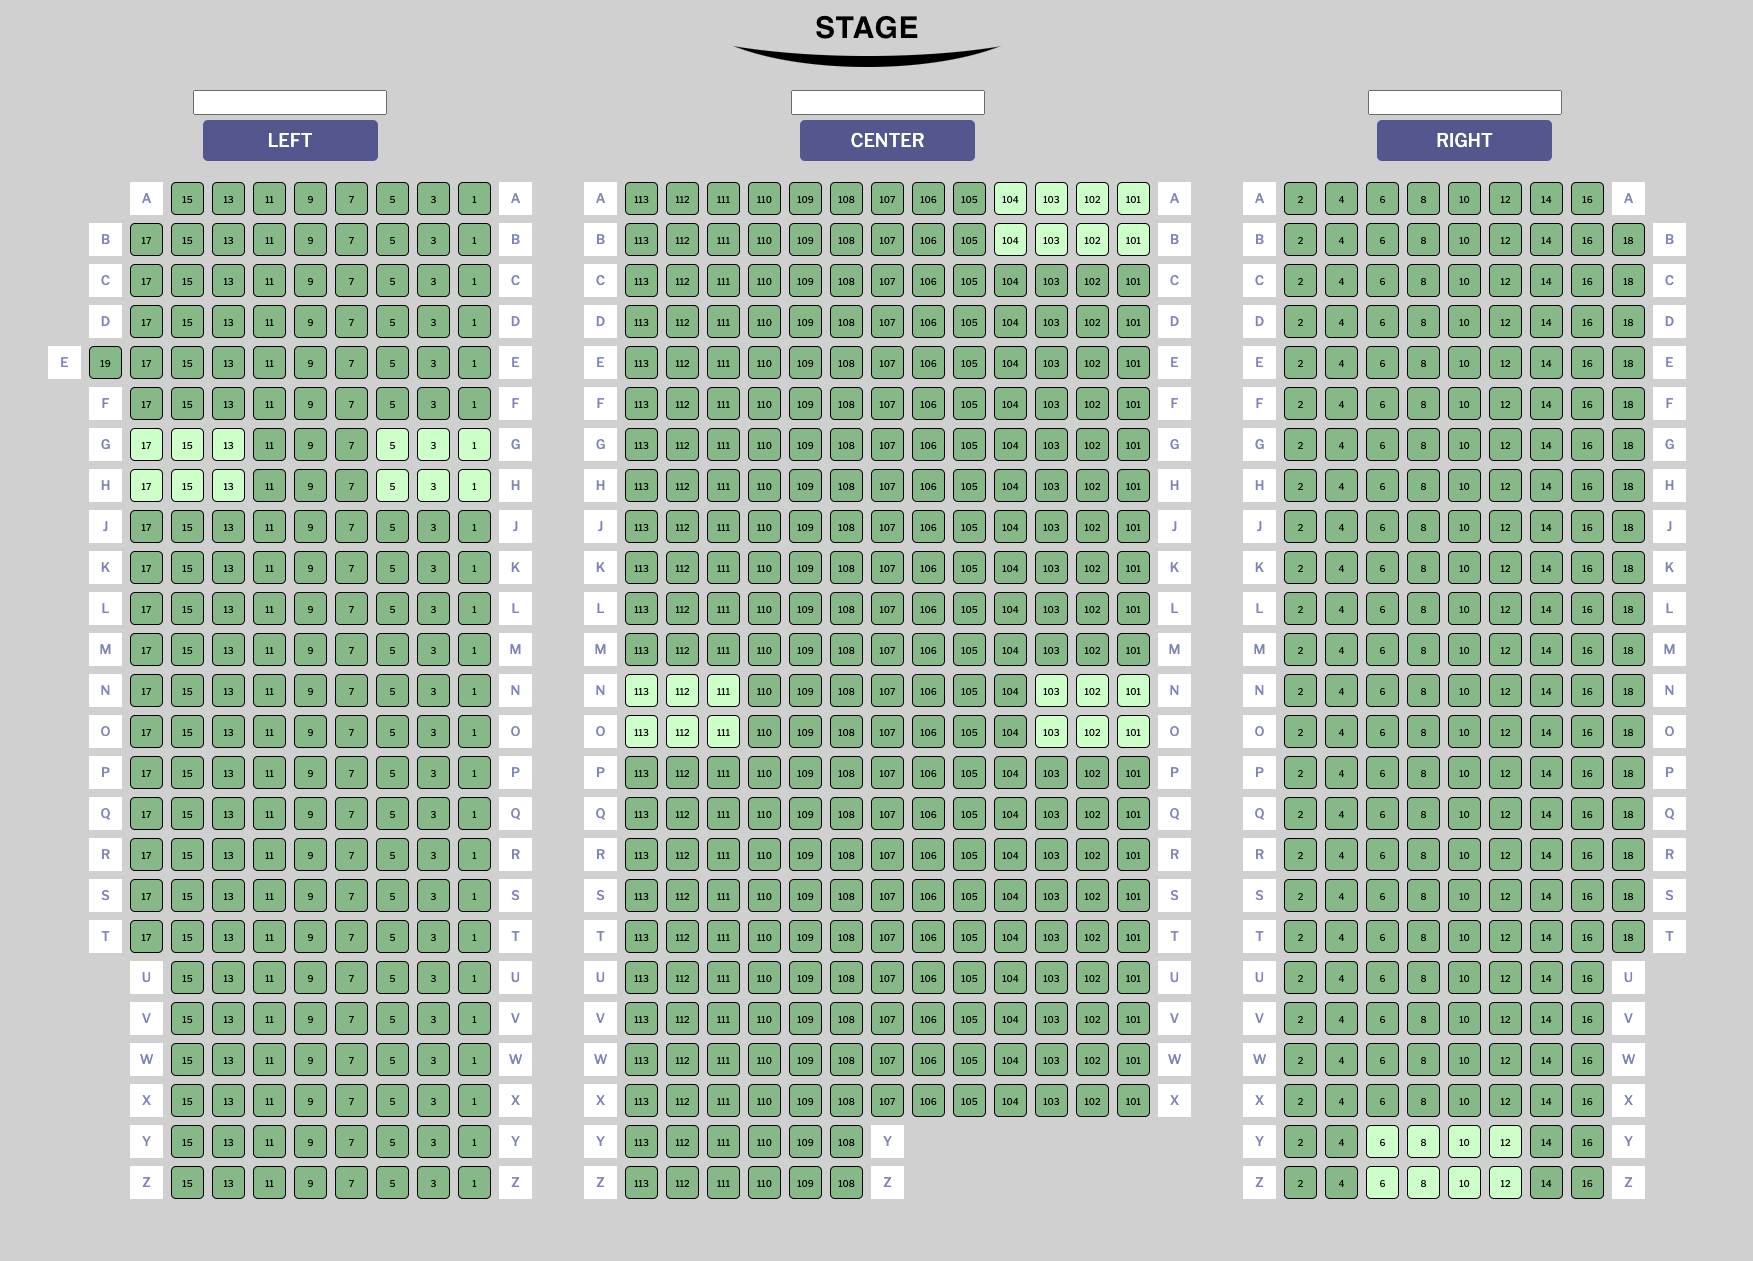 STAGE
LEFT CENTER RIGHT
A 15 13 11 9 7 5 3 1 A A 113 112 111 110 109 108 107 106 105 104 103 102 101 A A 2 4 6 8 10 12 14 16 A
B 17 15 13 11 9 7 5 3 1 B B 113 112 111 110 109 108 107 106 105 104 103 102 101 B B 2 4 6 8 10 12 14 16 18 B
C 17 15 13 11 9 7 5 3 1 C C 113 112 111 110 109 108 107 106 105 104 103 102 101 C C 2 4 6 8 10 12 14 16 18 C
D 17 15 13 11 9 7 5 3 1 D D 113 112 111 110 109 108 107 106 105 104 103 102 101 D D 2 4 6 8 10 12 14 16 18 D
E 19 17 15 13 11 9 7 5 3 1 E E 113 112 111 110 109 108 107 106 105 104 103 102 101 E E 2 4 6 8 10 12 14 16 18 E
F 17 15 13 11 9 7 5 3 1 F F 113 112 111 110 109 108 107 106 105 104 103 102 101 F F 2 4 6 8 10 12 14 16 18 F
G 17 15 13 11 9 7 5 3 1 G G 113 112 111 110 109 108 107 106 105 104 103 102 101 G G 2 4 6 8 10 12 14 16 18 G
H 17 15 13 11 9 7 5 3 1 H H 113 112 111 110 109 108 107 106 105 104 103 102 101 H H 2 4 6 8 10 12 14 16 18 H
J 17 15 13 11 9 7 5 3 1 J J 113 112 111 110 109 108 107 106 105 104 103 102 101 J J 2 4 6 8 10 12 14 16 18 J
K 17 15 13 11 9 7 5 3 1 K K 113 112 111 110 109 108 107 106 105 104 103 102 101 K K 2 4 6 8 10 12 14 16 18 K
L 17 15 13 11 9 7 5 3 1 L L 113 112 111 110 109 108 107 106 105 104 103 102 101 L L 2 4 6 8 10 12 14 16 18 L
M 17 15 13 11 9 7 5 3 1 M M 113 112 111 110 109 108 107 106 105 104 103 102 101 M M 2 4 6 8 10 12 14 16 18 M
N 17 15 13 11 9 7 5 3 1 N N 113 112 111 110 109 108 107 106 105 104 103 102 101 N N 2 4 6 8 10 12 14 16 18 N
O 17 15 13 11 9 7 5 3 1 O O 113 112 111 110 109 108 107 106 105 104 103 102 101 O O 2 4 6 8 10 12 14 16 18 O
P 17 15 13 11 9 7 5 3 1 P P 113 112 111 110 109 108 107 106 105 104 103 102 101 P P 2 4 6 8 10 12 14 16 18 P
Q 17 15 13 11 9 7 5 3 1 Q Q 113 112 111 110 109 108 107 106 105 104 103 102 101 Q Q 2 4 6 8 10 12 14 16 18 Q
R 17 15 13 11 9 7 5 3 1 R R 113 112 111 110 109 108 107 106 105 104 103 102 101 R R 2 4 6 8 10 12 14 16 18 R
S 17 15 13 11 9 7 5 3 1 S S 113 112 111 110 109 108 107 106 105 104 103 102 101 S S 2 4 6 8 10 12 14 16 18 S
T 17 15 13 11 9 7 5 3 1 T T 113 112 111 110 109 108 107 106 105 104 103 102 101 T T 2 4 6 8 10 12 14 16 18 T
U 15 13 11 9 7 5 3 1 U U 113 112 111 110 109 108 107 106 105 104 103 102 101 U U 2 4 6 8 10 12 14 16 U
V 15 13 11 9 7 5 3 1 V V 113 112 111 110 109 108 107 106 105 104 103 102 101 V V 2 4 6 8 10 12 14 16 V
W 15 13 11 9 7 5 3 1 W W 113 112 111 110 109 108 107 106 105 104 103 102 101 W W 2 4 6 8 10 12 14 16 W
X 15 13 11 9 7 5 3 1 X X 113 112 111 110 109 108 107 106 105 104 103 102 101 X X 2 4 6 8 10 12 14 16 X
Y 15 13 11 9 7 5 3 1 Y Y 113 112 111 110 109 108 Y Y 2 4 6 8 10 12 14 16 Y
Z 15 13 11 9 7 5 3 1 Z Z 113 112 111 110 109 108 Z Z 2 4 6 8 10 12 14 16 Z